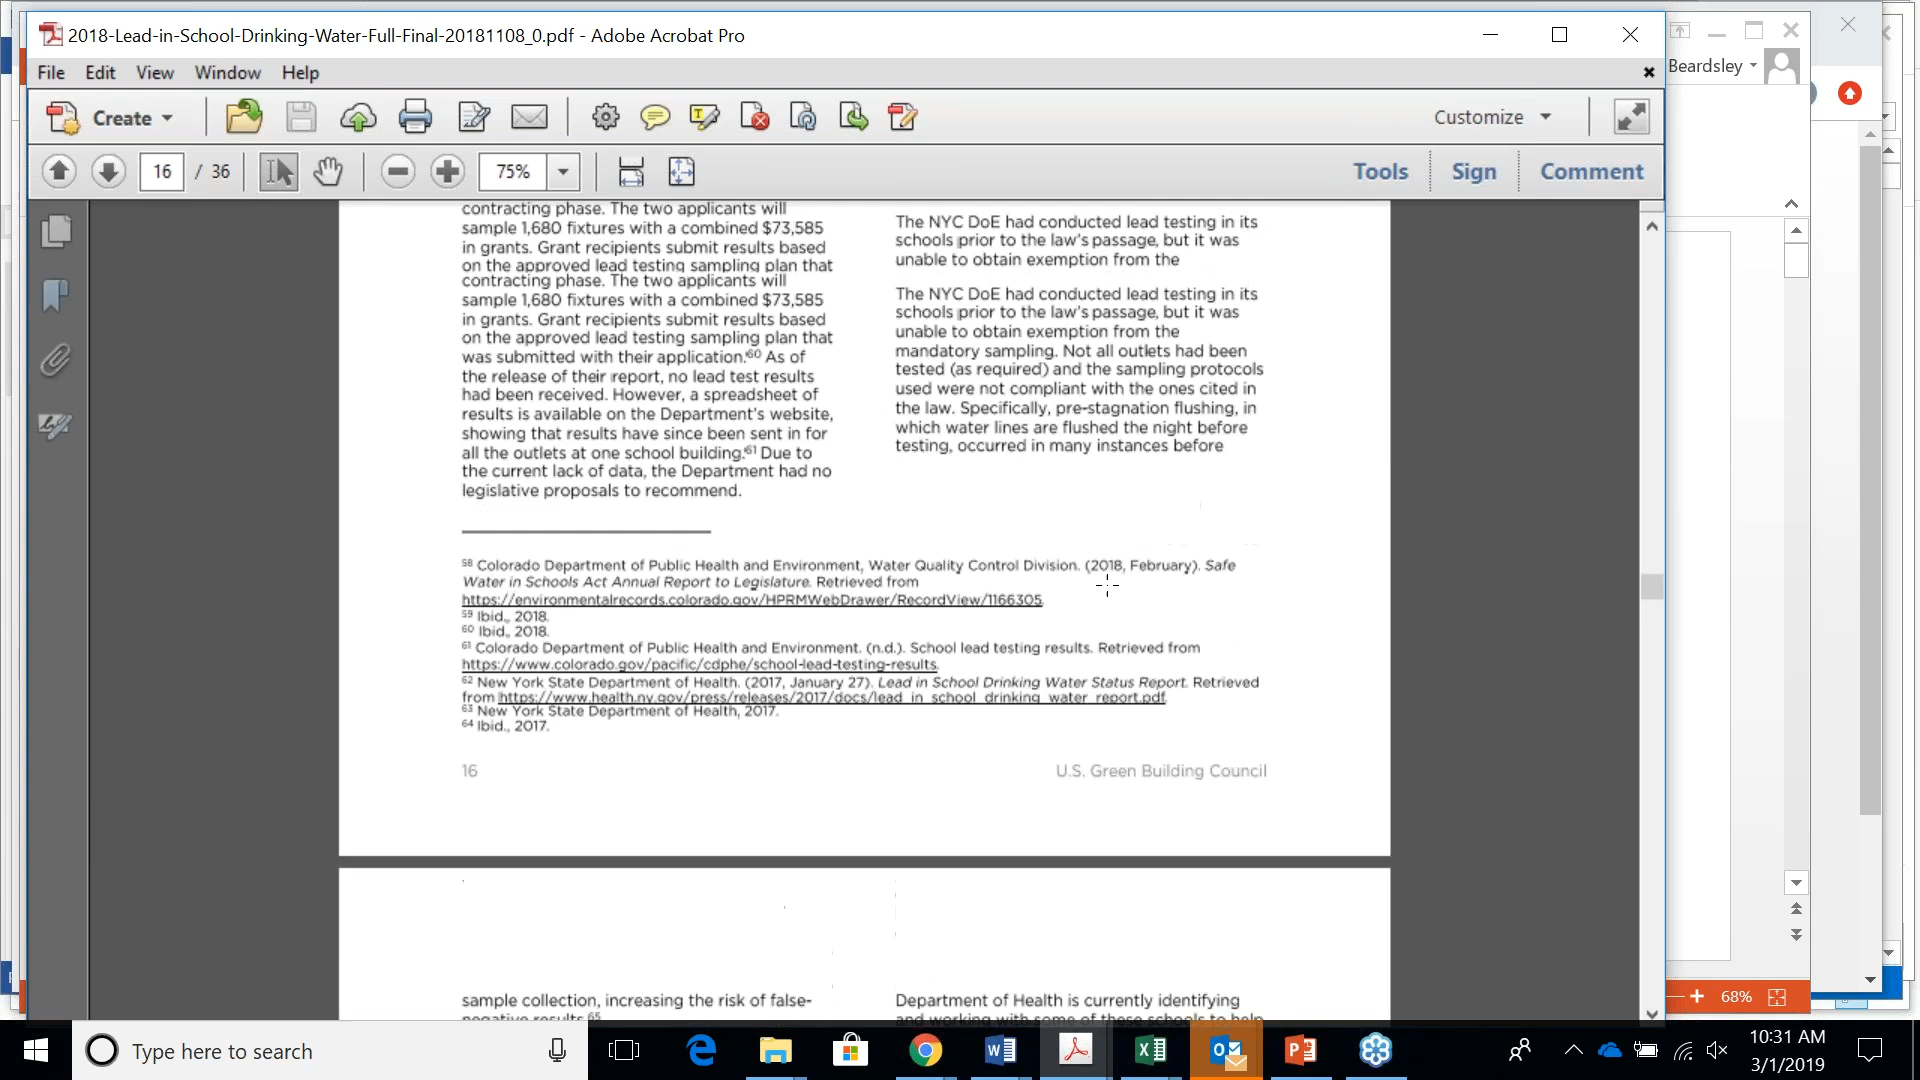 2018-Lead-in-School-Drinking-Water-Full-Final-20181108_0.pdf - Adobe Acrobat Pro
Beardsley
File Edit View Window Help
Create
Customize
16 / 36
75%
Tools Sign Comment
contracting phase. The two applicants will
sample 1,680 fixtures with a combined $73,585
in grants. Grant recipients submit results based
on the approved lead testing sampling plan that
contracting phase. The two applicants will
sample 1,680 fixtures with a combined $73,585
in grants. Grant recipients submit results based
on the approved lead testing sampling plan that
was submitted with their application.60 As of
the release of their report, no lead test results
had been received. However, a spreadsheet of
results is available on the Department's website,
showing that results have since been sent in for
all the outlets at one school building.61 Due to
the current lack of data, the Department had no
legislative proposals to recommend.
The NYC DoE had conducted lead testing in its
schools prior to the law's passage, but it was
unable to obtain exemption from the
The NYC DoE had conducted lead testing in its
schools prior to the law's passage, but it was
unable to obtain exemption from the
mandatory sampling. Not all outlets had been
tested (as required) and the sampling protocols
used were not compliant with the ones cited in
the law. Specifically, pre-stagnation flushing, in
which water lines are flushed the night before
testing, occurred in many instances before
58 Colorado Department of Public Health and Environment, Water Quality Control Division. (2018, February). Safe
Water in Schools Act Annual Report to Legislature. Retrieved from
https://environmentalrecords.colorado.gov/HPRMWebDrawer/RecordView/1166305.
59 Ibid., 2018.
60 Ibid., 2018.
61 Colorado Department of Public Health and Environment. (n.d.). School lead testing results. Retrieved from
https://www.colorado.gov/pacific/cdphe/school-lead-testing-results.
62 New York State Department of Health. (2017, January 27). Lead in School Drinking Water Status Report. Retrieved
from https://www.health.ny.gov/press/releases/2017/docs/lead_in_school_drinking_water_report.pdf.
63 New York State Department of Health, 2017.
64 Ibid., 2017.
16
U.S. Green Building Council
sample collection, increasing the risk of false-
negative results.65
Department of Health is currently identifying
and working with some of these schools to help
68%
Type here to search
10:31 AM
3/1/2019